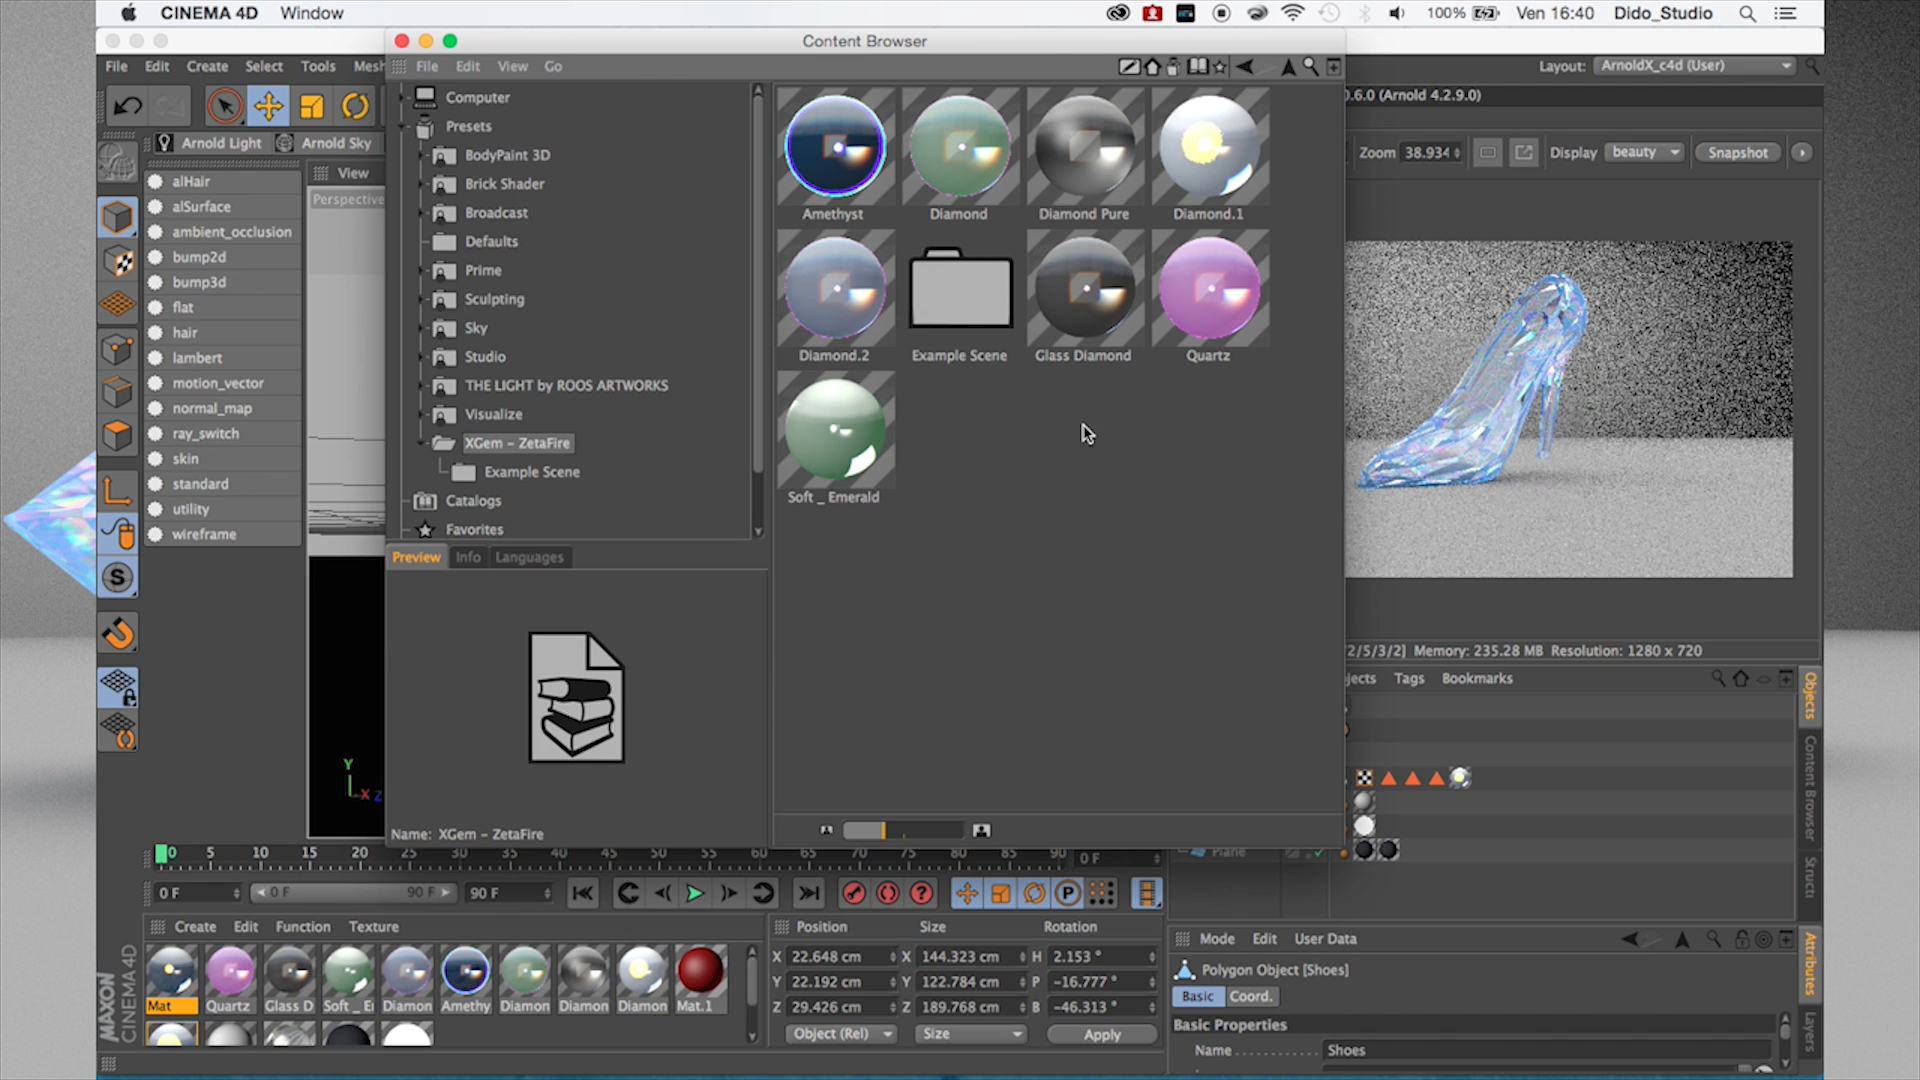 CINEMA 4D Window
100% Ven 16:40 Dido_Studio
Content Browser
File Edit Create Select Tools Mesh
File Edit View Go
Layout: ArnoldX_c4d (User)
0.6.0 (Arnold 4.2.9.0)
Arnold Light Arnold Sky
Zoom 38.934 Display beauty Snapshot
View
Perspective
alHair
alSurface
ambient_occlusion
bump2d
bump3d
flat
hair
lambert
motion_vector
normal_map
ray_switch
skin
standard
utility
wireframe
Computer
Presets
BodyPaint 3D
Brick Shader
Broadcast
Defaults
Prime
Sculpting
Sky
Studio
THE LIGHT by ROOS ARTWORKS
Visualize
XGem - ZetaFire
Example Scene
Catalogs
Favorites
Amethyst Diamond Diamond Pure Diamond.1
Diamond.2 Example Scene Glass Diamond Quartz
Soft _ Emerald
Preview Info Languages
Name: XGem - ZetaFire
Y
X Z
2/5/3/2] Memory: 235.28 MB Resolution: 1280 x 720
jects Tags Bookmarks
Objects
Content Browser
Struct
Plane
0 5 10 15 20 25 30 35 40 45 50 55 60 65 70 75 80 85 90 0 F
0 F 0 F 90 F 90 F
P
Create Edit Function Texture
Mat Quartz Glass D Soft _ E Diamon Amethy Diamon Diamon Diamon Mat.1
MAXON
CINEMA 4D
Position Size Rotation
X 22.648 cm X 144.323 cm H 2.153 °
Y 22.192 cm Y 122.784 cm P -16.777 °
Z 29.426 cm Z 189.768 cm B -46.313 °
Object (Rel) Size Apply
Mode Edit User Data
Polygon Object [Shoes]
Basic Coord.
Basic Properties
Name Shoes
Attributes
Layers